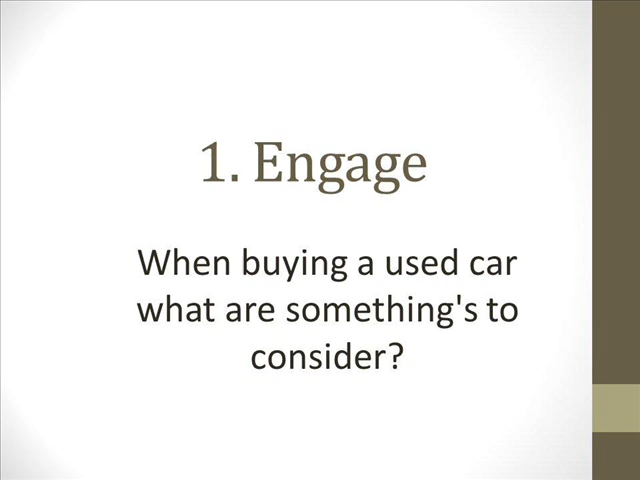 1. Engage
When buying a used car
what are something's to
consider?